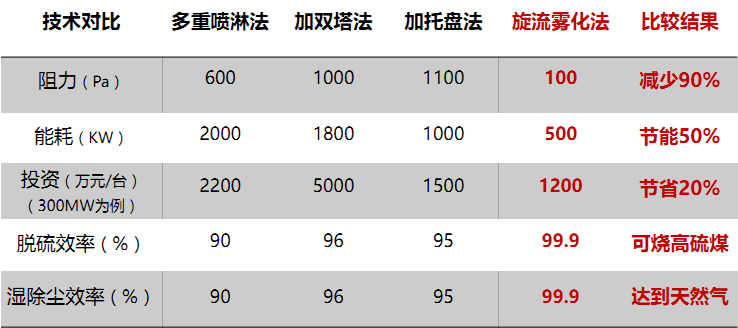 技术对比 多重喷淋法 加双塔法 加托盘法 旋流雾化法 比较结果
阻力（Pa） 600 1000 1100 100 减少90%
能耗（KW） 2000 1800 1000 500 节能50%
投资（万元/台） 2200 5000 1500 1200 节省20%
（300MW为例）
脱硫效率（%） 90 96 95 99.9 可烧高硫煤
湿除尘效率（%） 90 96 95 99.9 达到天然气